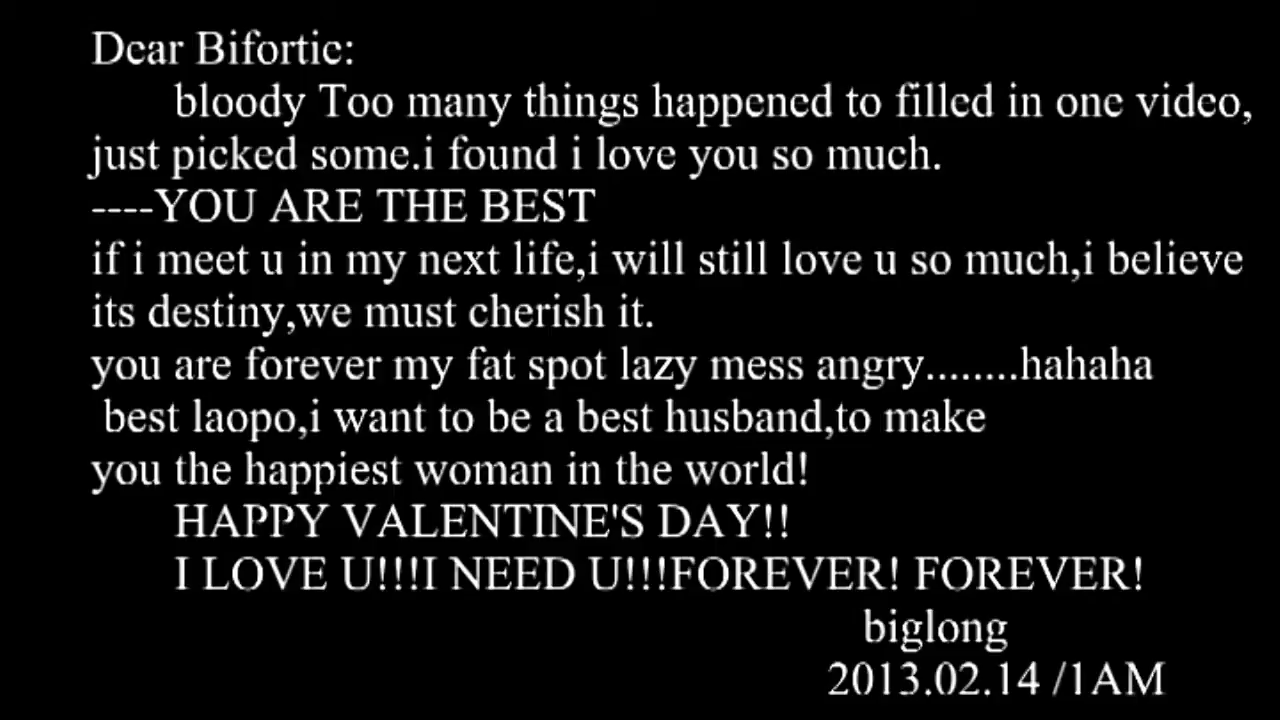 Dear Bifortie:
bloody Too many things happened to filled in one video,
just picked some.i found i love you so much.
----YOU ARE THE BEST
if i meet u in my next life,i will still love u so much,i believe
its destiny,we must cherish it.
you are forever my fat spot lazy mess angry........hahaha
best laopo,i want to be a best husband,to make
you the happiest woman in the world!
HAPPY VALENTINE'S DAY!!
I LOVE U!!!I NEED U!!!FOREVER! FOREVER!
biglong
2013.02.14 /1AM